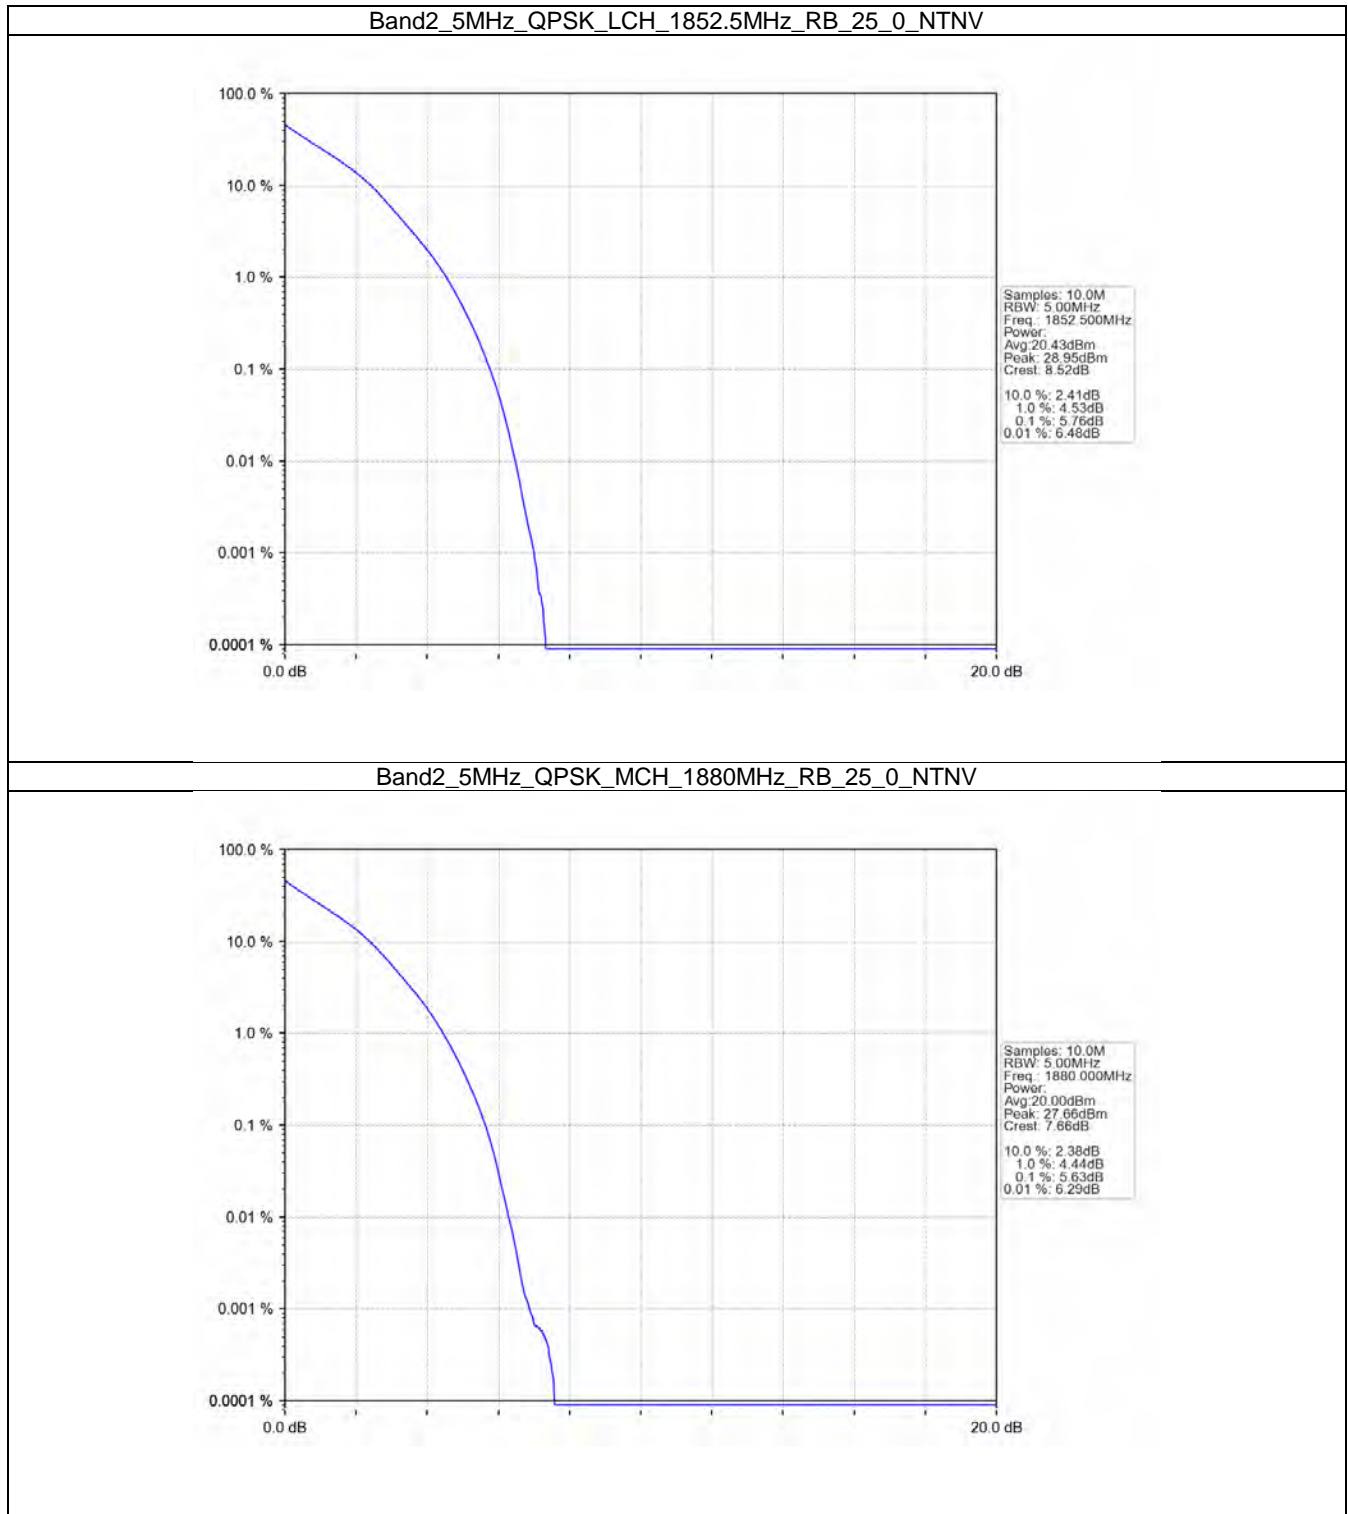 Band2_5MHz_QPSK_LCH_1852.5MHz_RB_25_0_NTNV
100.0 %
10.0 %
1.0 %
0.1 %
0.01 %
0.001 %
0.0001 %
0.0 dB
20.0 dB
Samples: 10.0M
RBW: 5.00MHz
Freq.: 1852.500MHz
Power:
Avg:20.43dBm
Peak: 28.95dBm
Crest: 8.52dB
10.0 %: 2.41dB
1.0 %: 4.53dB
0.1 %: 5.76dB
0.01 %: 6.48dB
Band2_5MHz_QPSK_MCH_1880MHz_RB_25_0_NTNV
100.0 %
10.0 %
1.0 %
0.1 %
0.01 %
0.001 %
0.0001 %
0.0 dB
20.0 dB
Samples: 10.0M
RBW: 5.00MHz
Freq.: 1880.000MHz
Power:
Avg:20.00dBm
Peak: 27.66dBm
Crest: 7.66dB
10.0 %: 2.38dB
1.0 %: 4.44dB
0.1 %: 5.63dB
0.01 %: 6.29dB